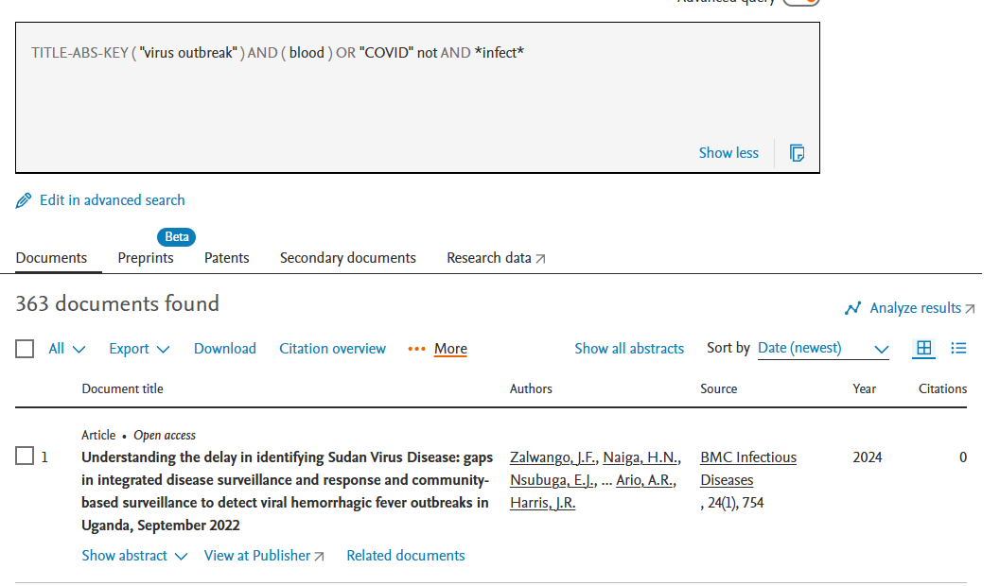 Advanced query
TITLE-ABS-KEY ( "virus outbreak" ) AND ( blood ) OR "COVID" not AND *infect*
Show less
Edit in advanced search
Beta
Documents Preprints Patents Secondary documents Research data
363 documents found
Analyze results
All Export Download Citation overview ••• More Show all abstracts Sort by Date (newest)
Document title Authors Source Year Citations
Article • Open access
1 Understanding the delay in identifying Sudan Virus Disease: gaps Zalwango, J.F., Naiga, H.N., BMC Infectious 2024 0
in integrated disease surveillance and response and community- Nsubuga, E.J., ... Ario, A.R., Diseases
based surveillance to detect viral hemorrhagic fever outbreaks in Harris, J.R. , 24(1), 754
Uganda, September 2022
Show abstract View at Publisher Related documents